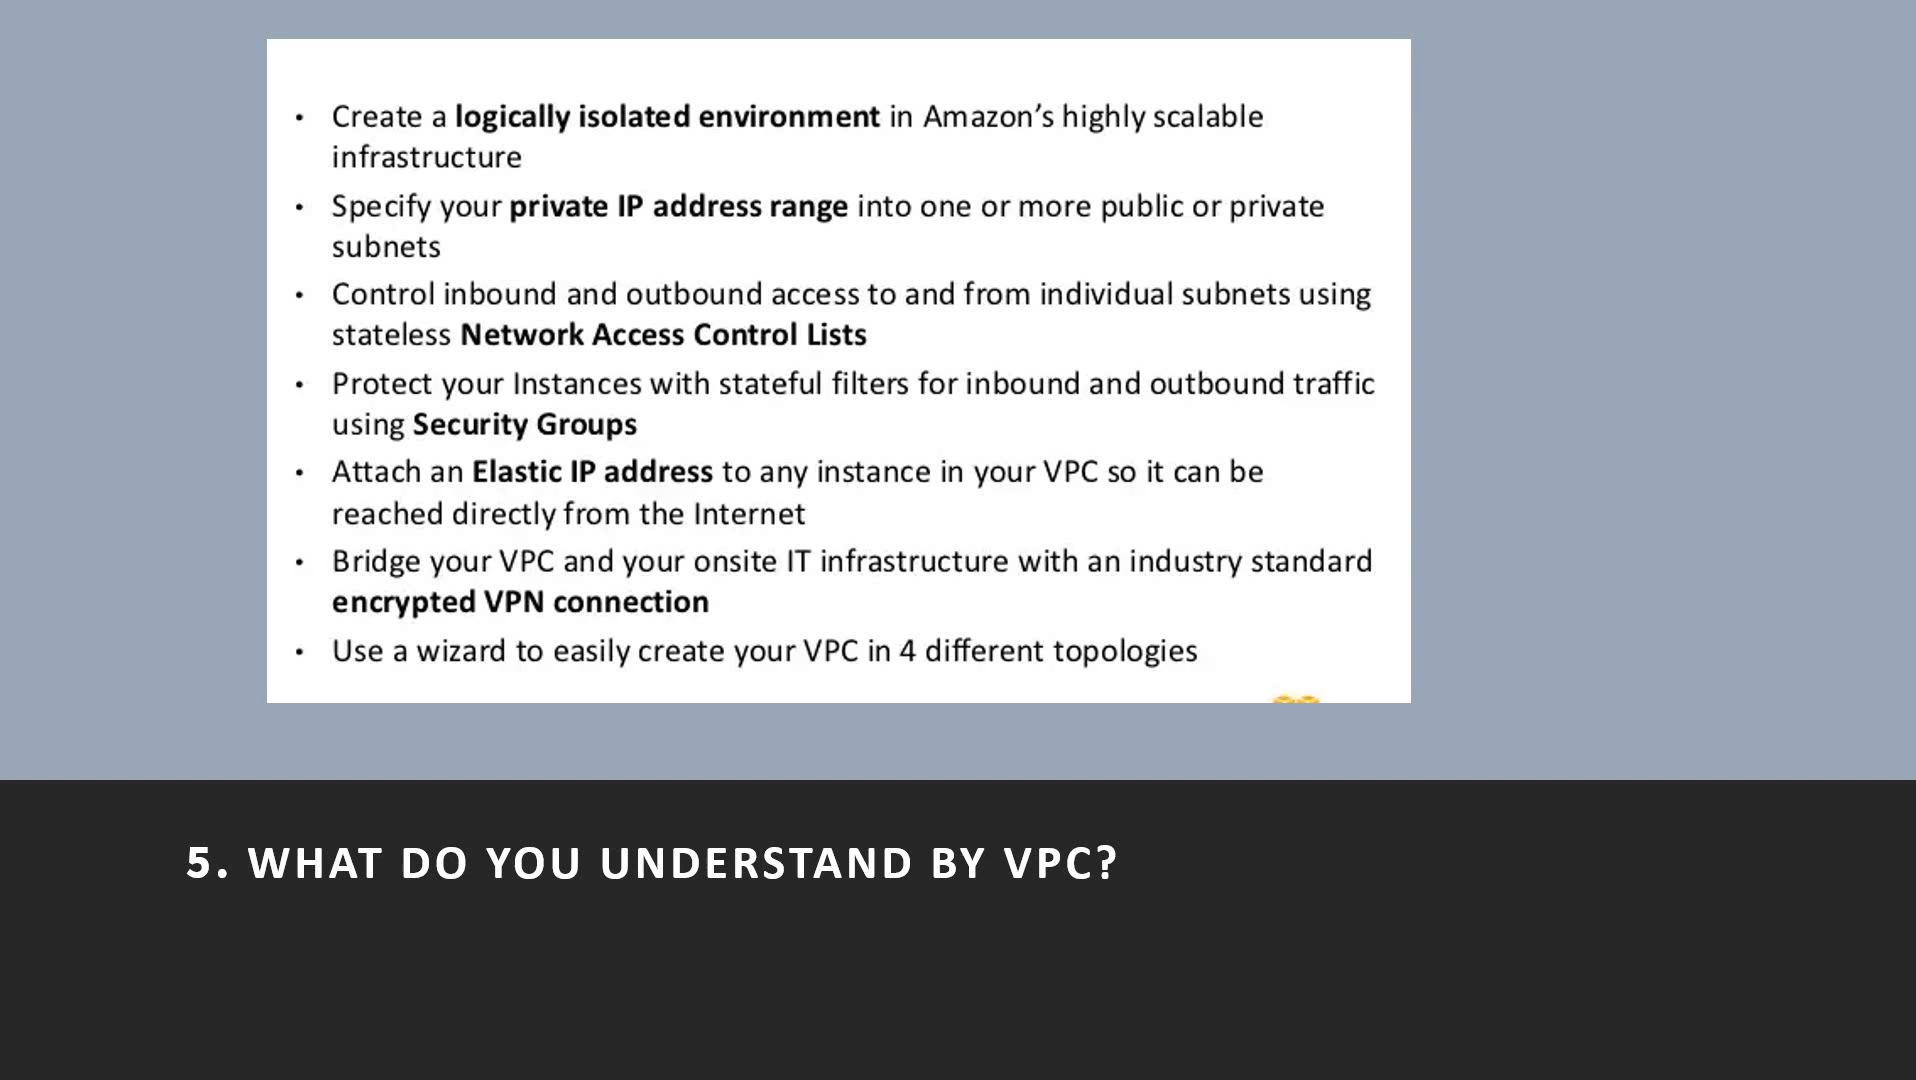 • Create a logically isolated environment in Amazon’s highly scalable
infrastructure
• Specify your private IP address range into one or more public or private
subnets
• Control inbound and outbound access to and from individual subnets using
stateless Network Access Control Lists
• Protect your Instances with stateful filters for inbound and outbound traffic
using Security Groups
• Attach an Elastic IP address to any instance in your VPC so it can be
reached directly from the Internet
• Bridge your VPC and your onsite IT infrastructure with an industry standard
encrypted VPN connection
• Use a wizard to easily create your VPC in 4 different topologies
5. WHAT DO YOU UNDERSTAND BY VPC?